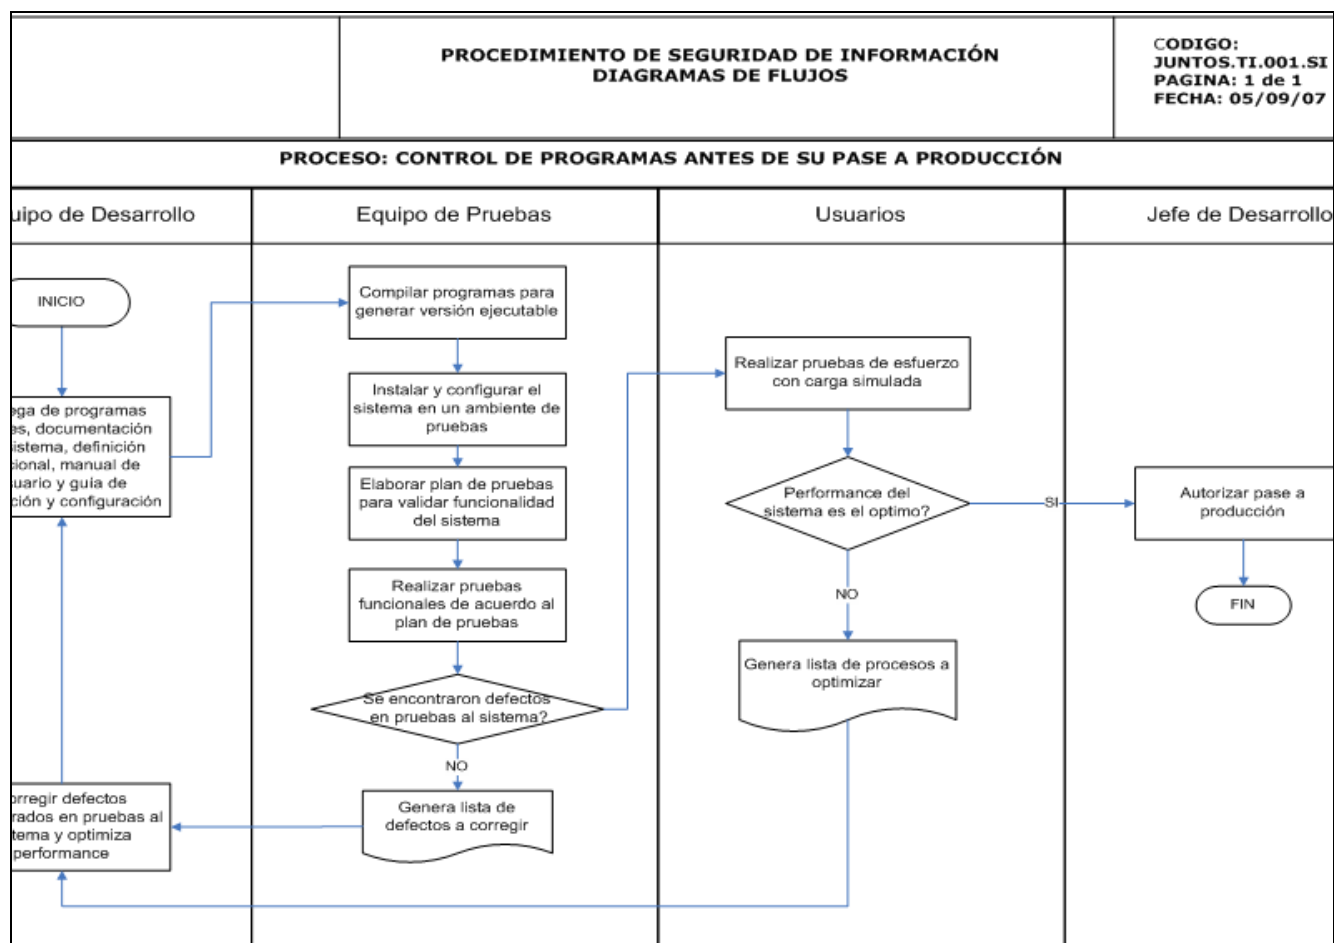 PROCEDIMIENTO DE SEGURIDAD DE INFORMACIÓN
DIAGRAMAS DE FLUJOS
CODIGO:
JUNTOS.TI.001.SI
PAGINA: 1 de 1
FECHA: 05/09/07
PROCESO: CONTROL DE PROGRAMAS ANTES DE SU PASE A PRODUCCIÓN
uipo de Desarrollo
Equipo de Pruebas
Usuarios
Jefe de Desarrollo
INICIO
ega de programas
es, documentación
istema, definición
cional, manual de
uario y guía de
ción y configuración
orregir defectos
rados en pruebas al
tema y optimiza
performance
Compilar programas para
generar versión ejecutable
Instalar y configurar el
sistema en un ambiente de
pruebas
Elaborar plan de pruebas
para validar funcionalidad
del sistema
Realizar pruebas
funcionales de acuerdo al
plan de pruebas
Se encontraron defectos
en pruebas al sistema?
NO
Genera lista de
defectos a corregir
Realizar pruebas de esfuerzo
con carga simulada
Performance del
sistema es el optimo?
SI
NO
Genera lista de procesos a
optimizar
Autorizar pase a
producción
FIN